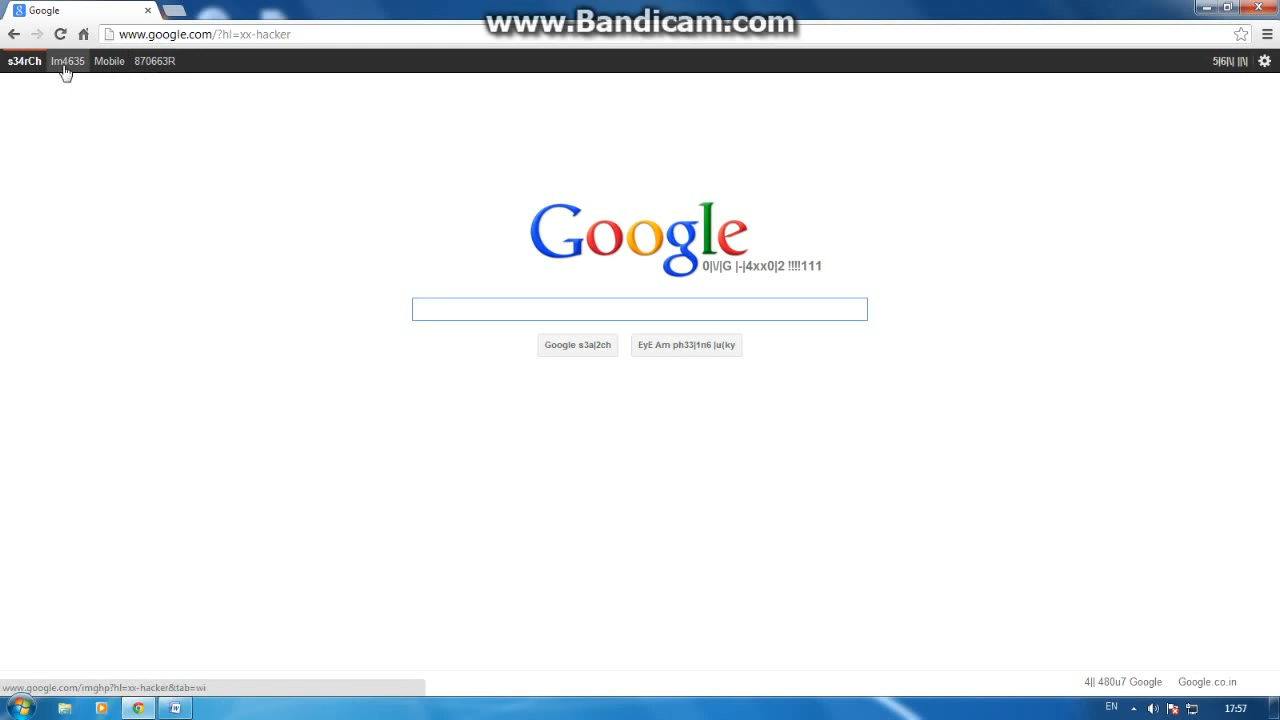 Google
www.Bandicam.com
www.google.com/?hl=xx-hacker
s34rCh Im4635 Mobile 870663R 5|6|\| ||\|
Google
0|\/|G |-|4xx0|2 !!!!111
Google s3a|2ch EyE Am ph33|1n6 |u(ky
4|| 480u7 Google Google.co.in
www.google.com/imghp?hl=xx-hacker&tab=wi
EN 17:57